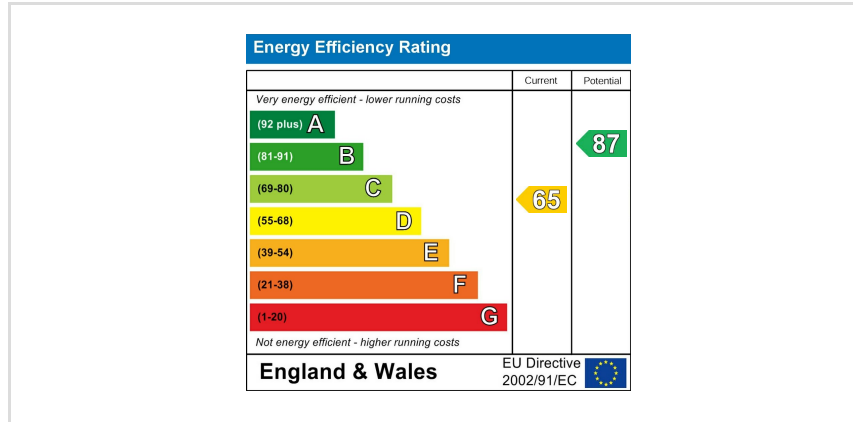 Energy Efficiency Rating
Current Potential
Very energy efficient - lower running costs
(92 plus) A
(81-91) B
87
(69-80) C
65
(55-68) D
(39-54) E
(21-38) F
(1-20) G
Not energy efficient - higher running costs
England & Wales
EU Directive
2002/91/EC